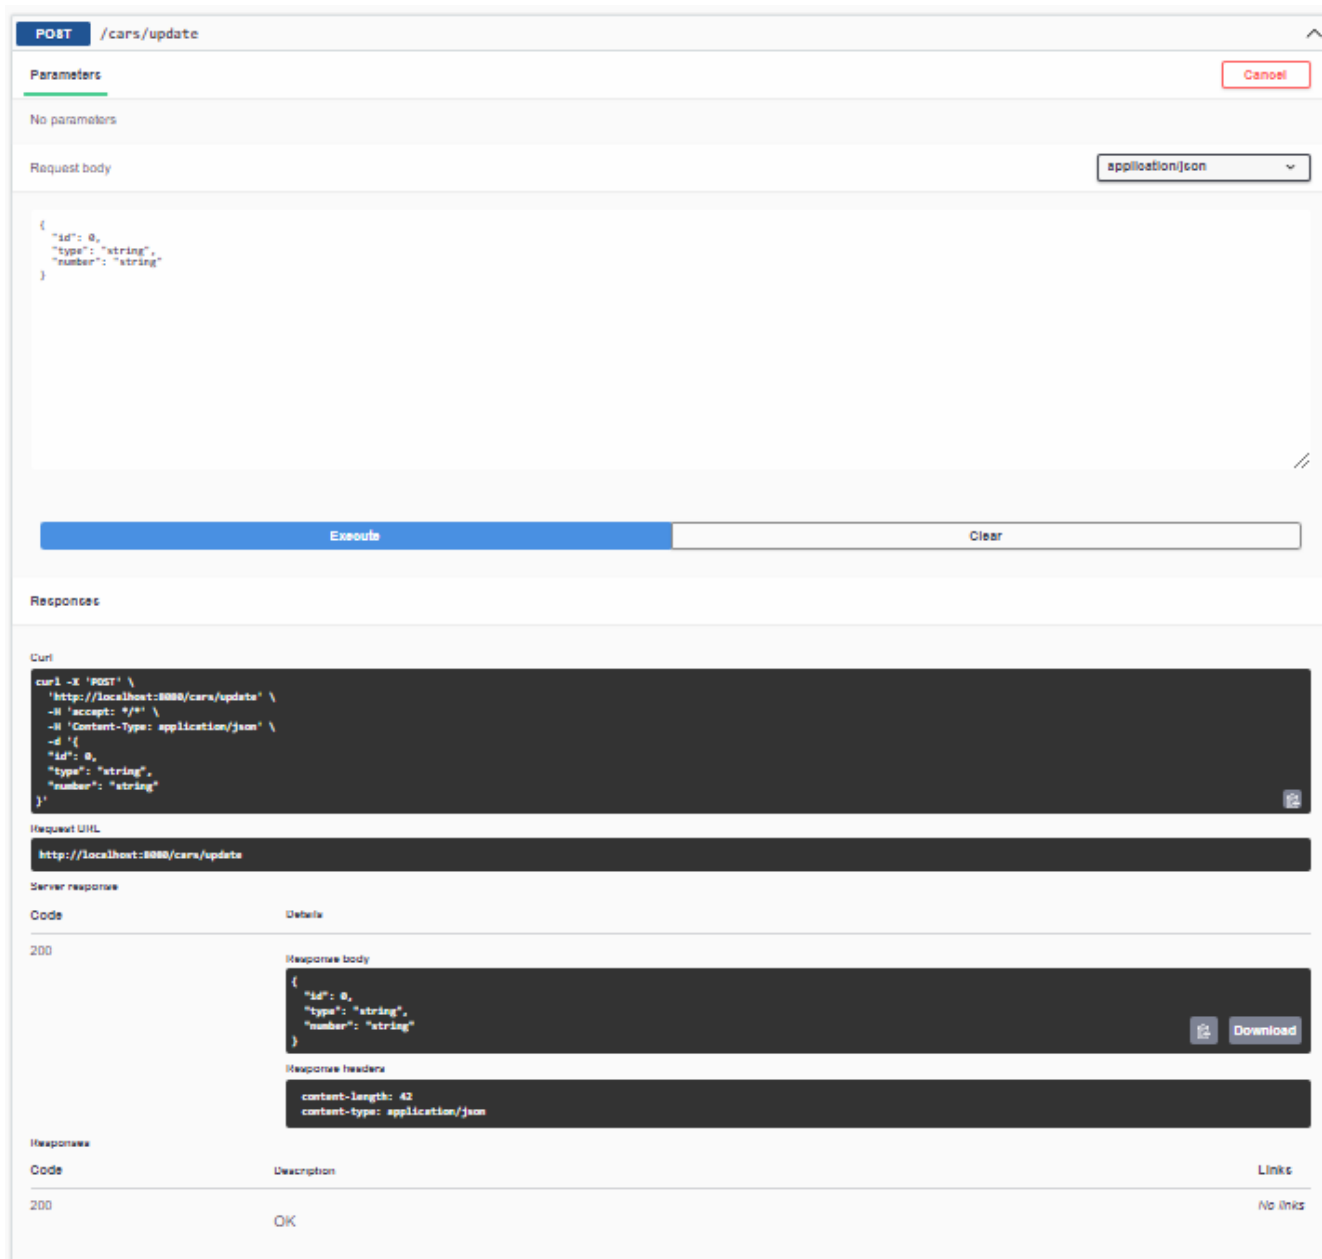 POST /cars/update
Parameters
Cancel
No parameters
Request body
application/json
{
  "id": 0,
  "type": "string",
  "number": "string"
}
Execute
Clear
Responses
Curl
curl -X 'POST' \
  'http://localhost:8080/cars/update' \
  -H 'accept: */*' \
  -H 'Content-Type: application/json' \
  -d '{
  "id": 0,
  "type": "string",
  "number": "string"
}'
Request URL
http://localhost:8080/cars/update
Server response
Code Details
200
Response body
{
  "id": 0,
  "type": "string",
  "number": "string"
}
Download
Response headers
content-length: 42
content-type: application/json
Responses
Code Description Links
200 No links
OK